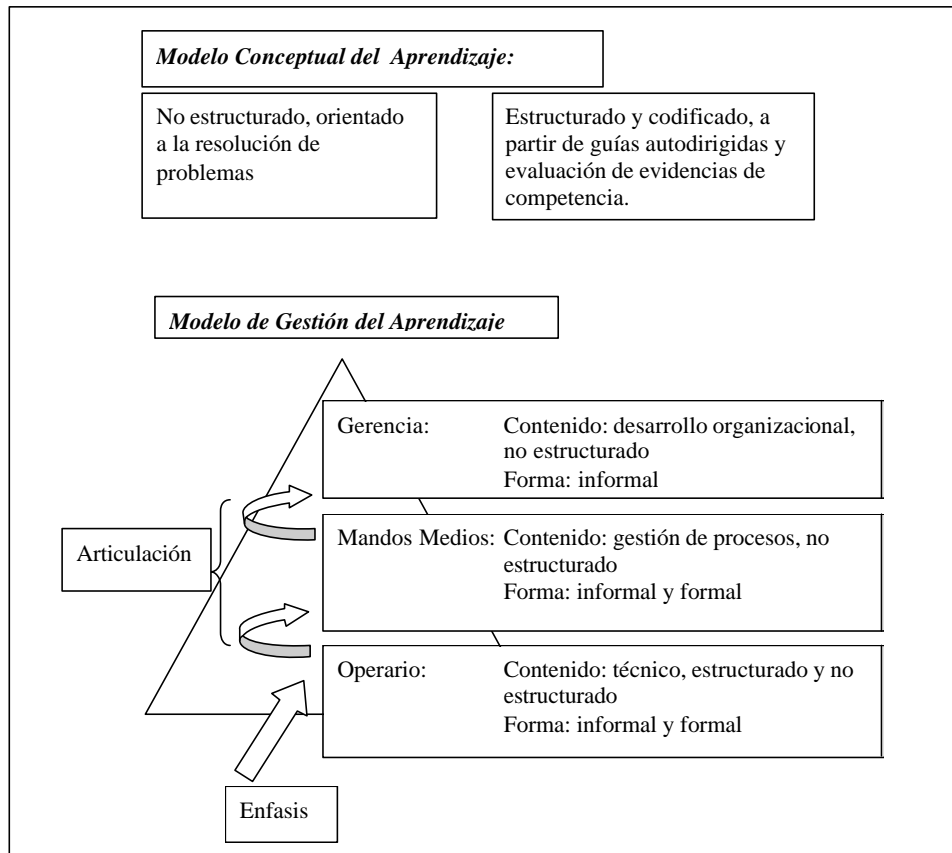 Modelo Conceptual del Aprendizaje:
No estructurado, orientado
a la resolución de
problemas
Estructurado y codificado, a
partir de guías autodirigidas y
evaluación de evidencias de
competencia.
Modelo de Gestión del Aprendizaje
Gerencia: Contenido: desarrollo organizacional,
no estructurado
Forma: informal
Articulación
Mandos Medios: Contenido: gestión de procesos, no
estructurado
Forma: informal y formal
Operario: Contenido: técnico, estructurado y no
estructurado
Forma: informal y formal
Enfasis